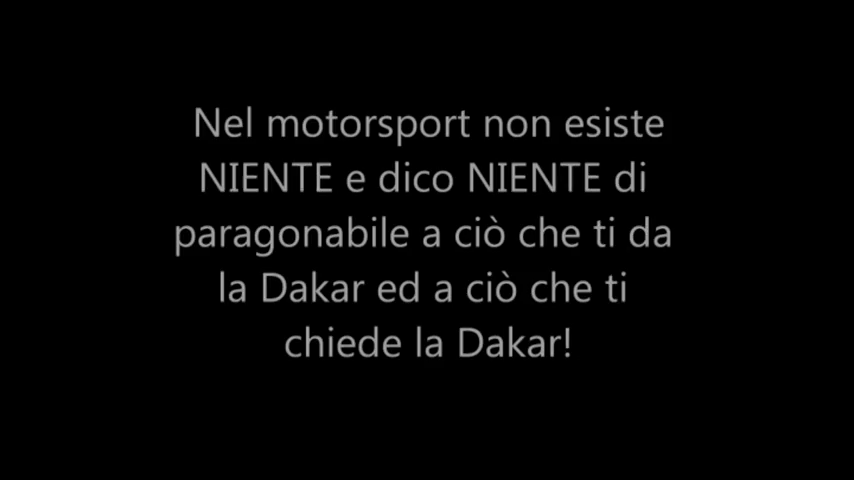 Nel motorsport non esiste
NIENTE e dico NIENTE di
paragonabile a ciò che ti da
la Dakar ed a ciò che ti
chiede la Dakar!